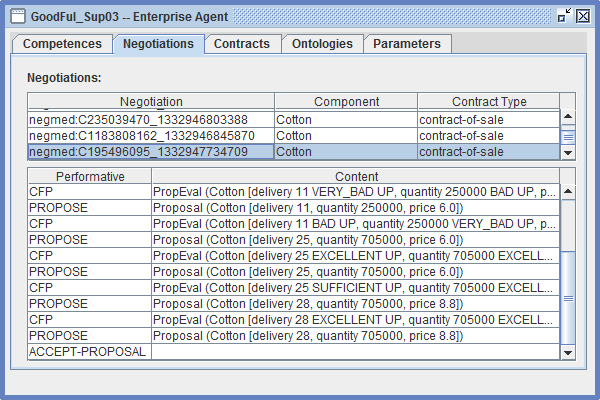 GoodFul_Sup03 -- Enterprise Agent
Competences Negotiations Contracts Ontologies Parameters
Negotiations:
Negotiation Component Contract Type
negmed:C235039470_1332946803388 Cotton contract-of-sale
negmed:C1183808162_1332946845870 Cotton contract-of-sale
negmed:C195496095_1332947734709 Cotton contract-of-sale
Performative Content
CFP PropEval (Cotton [delivery 11 VERY_BAD UP, quantity 250000 BAD UP, p...
PROPOSE Proposal (Cotton [delivery 11, quantity 250000, price 6.0])
CFP PropEval (Cotton [delivery 11 BAD UP, quantity 250000 VERY_BAD UP, p...
PROPOSE Proposal (Cotton [delivery 25, quantity 705000, price 6.0])
CFP PropEval (Cotton [delivery 25 EXCELLENT UP, quantity 705000 EXCELL...
PROPOSE Proposal (Cotton [delivery 25, quantity 705000, price 6.0])
CFP PropEval (Cotton [delivery 25 SUFFICIENT UP, quantity 705000 EXCELL...
PROPOSE Proposal (Cotton [delivery 28, quantity 705000, price 8.8])
CFP PropEval (Cotton [delivery 28 EXCELLENT UP, quantity 705000 EXCELL...
PROPOSE Proposal (Cotton [delivery 28, quantity 705000, price 8.8])
ACCEPT-PROPOSAL